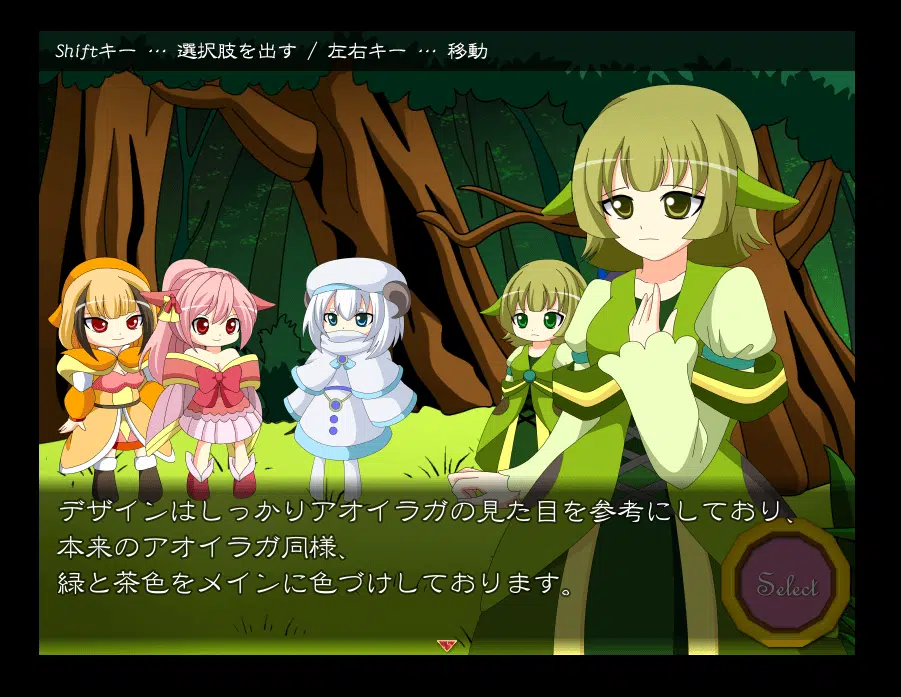 Shiftキー … 選択肢を出す / 左右キー … 移動
デザインはしっかりアオイラガの見た目を参考にしており、
本来のアオイラガ同様、
緑と茶色をメインに色づけしております。
Select